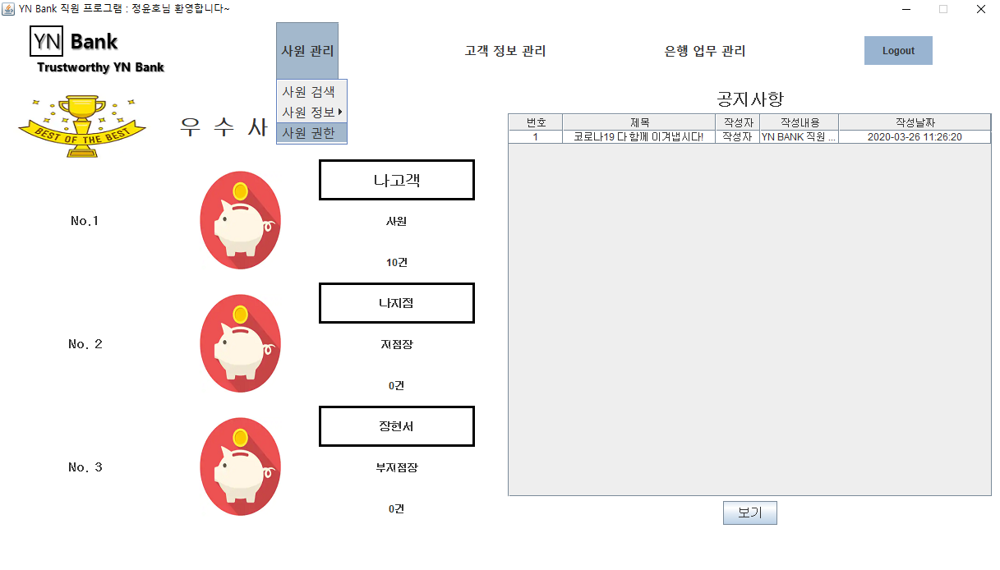 YN Bank 직원 프로그램 : 정윤호님 환영합니다~
YN Bank
Trustworthy YN Bank
사원 관리
고객 정보 관리
은행 업무 관리
Logout
사원 검색
사원 정보
사원 권한
BEST OF THE BEST
우 수 사
No.1
나고객
사원
10건
No. 2
나지점
지점장
0건
No. 3
장현서
부지점장
0건
공지사항
번호 제목 작성자 작성내용 작성날짜
1 코로나19 다 함께 이겨냅시다! 작성자 YN BANK 직원 ... 2020-03-26 11:26:20
보기